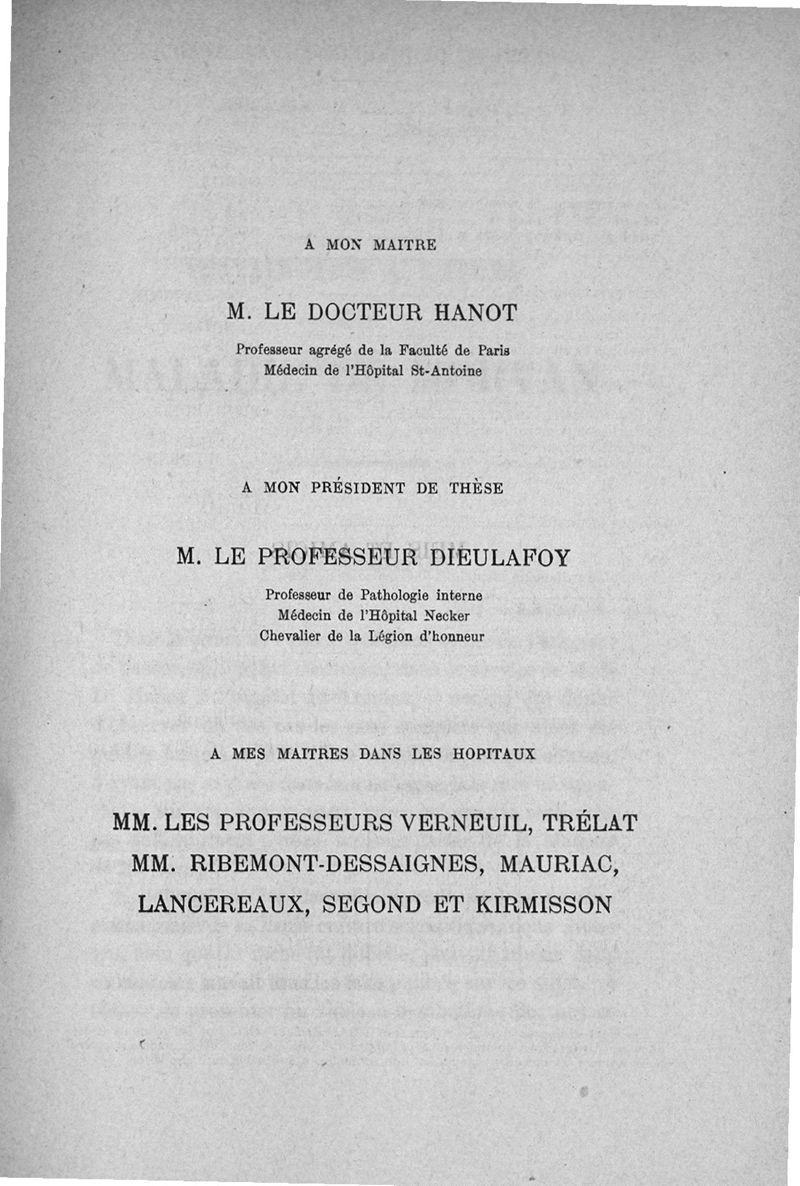 A MON MAITRE
M. LE DOCTEUR HANOT
Professeur agrégé de la Faculté de Paris
Médecin de l'Hôpital St-Antoine
A MON PRÉSIDENT DE THÈSE
M. LE PROFESSEUR DIEULAFOY
Professeur de Pathologie interne
Médecin de l'Hôpital Necker
Chevalier de la Légion d'honneur
A MES MAITRES DANS LES HOPITAUX
MM. LES PROFESSEURS VERNEUIL, TRÉLAT
MM. RIBEMONT-DESSAIGNES, MAURIAC,
LANCEREAUX, SEGOND ET KIRMISSON